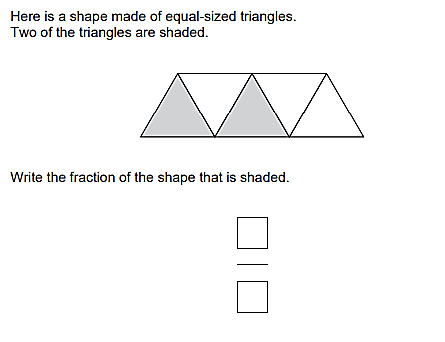 Here is a shape made of equal-sized triangles.
Two of the triangles are shaded.
Write the fraction of the shape that is shaded.